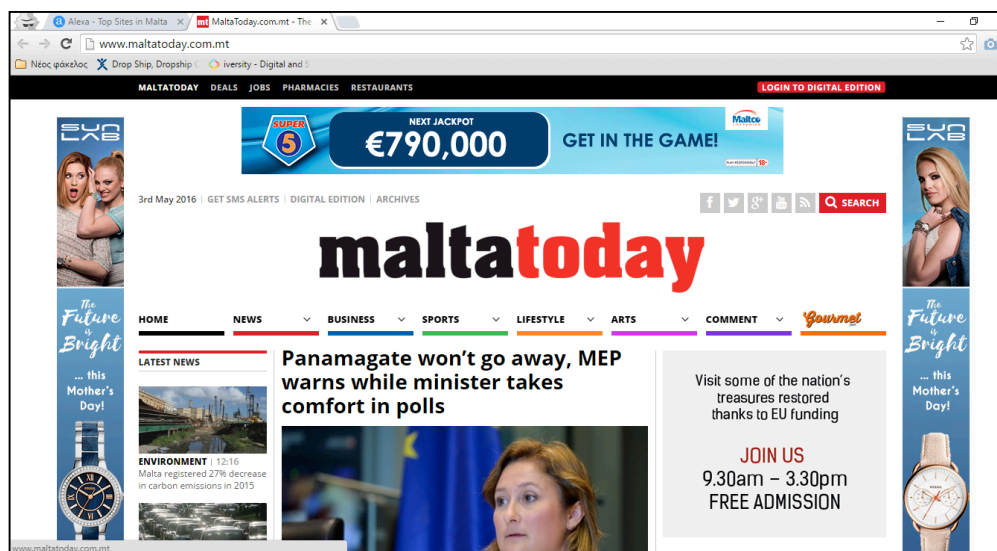 Alexa - Top Sites in Malta
MaltaToday.com.mt - The
www.maltatoday.com.mt
Νέος φάκελος
Drop Ship, Dropship
iversity - Digital and
MALTATODAY DEALS JOBS PHARMACIES RESTAURANTS
LOGIN TO DIGITAL EDITION
SUN
LAB
The
Future
is
Bright
... this
Mother's
Day!
SUPER
5
NEXT JACKPOT
€790,000
GET IN THE GAME!
Maltco
PLAY RESPONSIBLY 18+
3rd May 2016 | GET SMS ALERTS | DIGITAL EDITION | ARCHIVES
SEARCH
maltatoday
HOME NEWS BUSINESS SPORTS LIFESTYLE ARTS COMMENT Gourmet
LATEST NEWS
ENVIRONMENT | 12:16
Malta registered 27% decrease
in carbon emissions in 2015
Panamagate won't go away, MEP
warns while minister takes
comfort in polls
Visit some of the nation's
treasures restored
thanks to EU funding
JOIN US
9.30am – 3.30pm
FREE ADMISSION
SUN
LAB
The
Future
is
Bright
... this
Mother's
Day!
www.maltatoday.com.mt